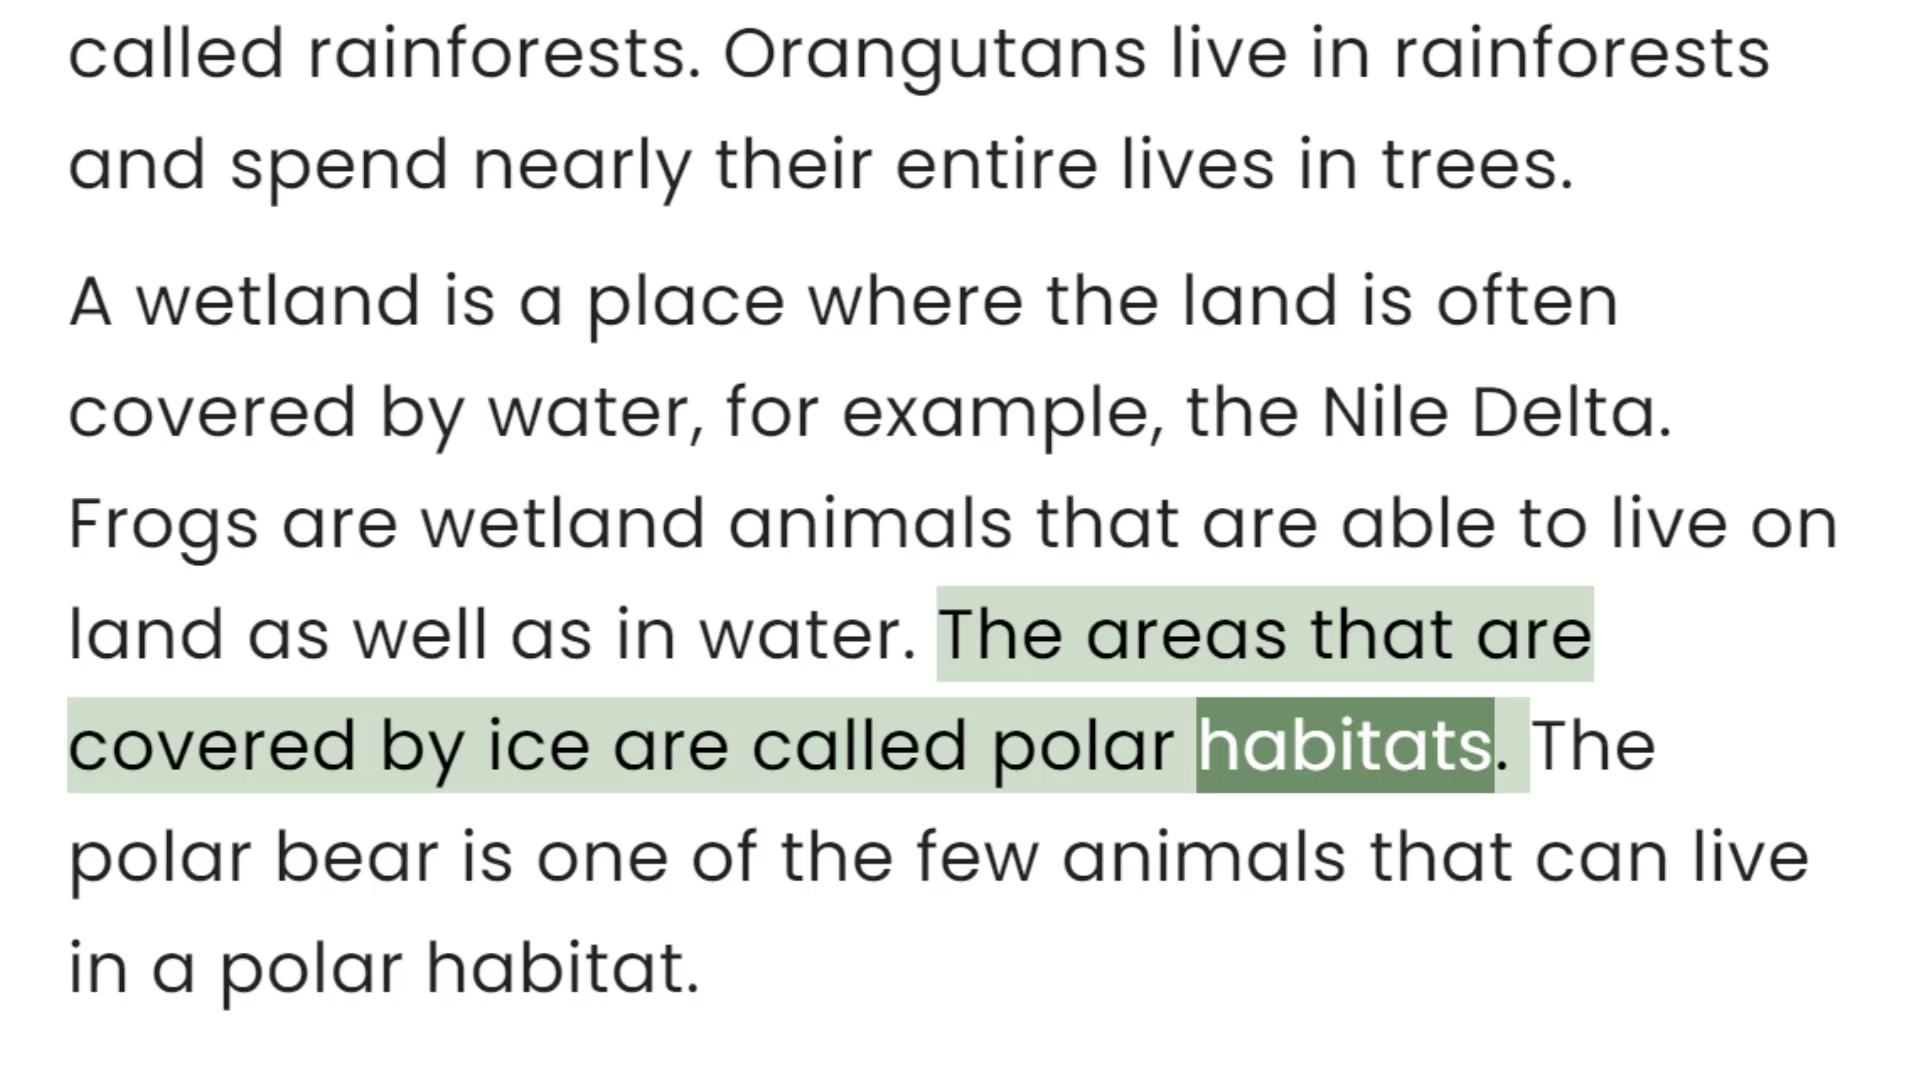 called rainforests. Orangutans live in rainforests
and spend nearly their entire lives in trees.
A wetland is a place where the land is often
covered by water, for example, the Nile Delta.
Frogs are wetland animals that are able to live on
land as well as in water. The areas that are
covered by ice are called polar habitats. The
polar bear is one of the few animals that can live
in a polar habitat.